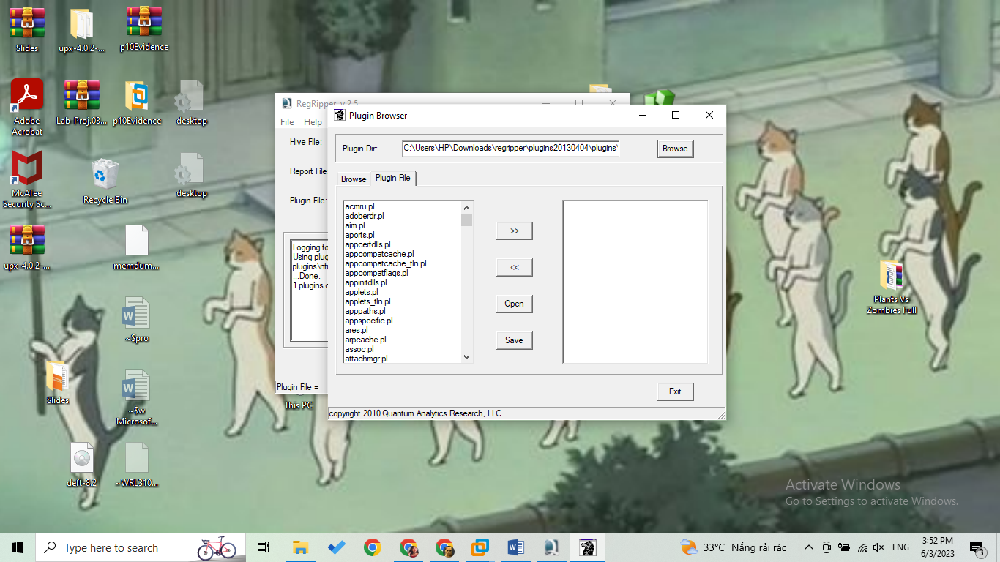 Slides
upx-4.0.2-...
p10Evidence
Adobe
Acrobat
Lab-Proj.03...
p10Evidence
desktop
McAfee
Security Sc...
Recycle Bin
desktop
upx-4.0.2-...
memdum...
~$pro
Slides
~$w
Microsof...
deft-8.2
~WRL310...
RegRipper, v.2.5
File Help
Hive File:
Report File
Plugin File:
Logging to
Using plug
plugins\ntu
...Done.
1 plugins c
Plugin File =
This PC
Plugin Browser
Plugin Dir:
C:\Users\HP\Downloads\regripper\plugins20130404\plugins\
Browse
Browse
Plugin File
acmru.pl
adoberdr.pl
aim.pl
aports.pl
appcertdlls.pl
appcompatcache.pl
appcompatcache_tln.pl
appcompatflags.pl
appinitdlls.pl
applets.pl
applets_tln.pl
apppaths.pl
appspecific.pl
ares.pl
arpcache.pl
assoc.pl
attachmgr.pl
>>
<<
Open
Save
Exit
copyright 2010 Quantum Analytics Research, LLC
Plants Vs
Zombies Full
Activate Windows
Go to Settings to activate Windows.
Type here to search
33°C Nắng rải rác
ENG
3:52 PM
6/3/2023
3